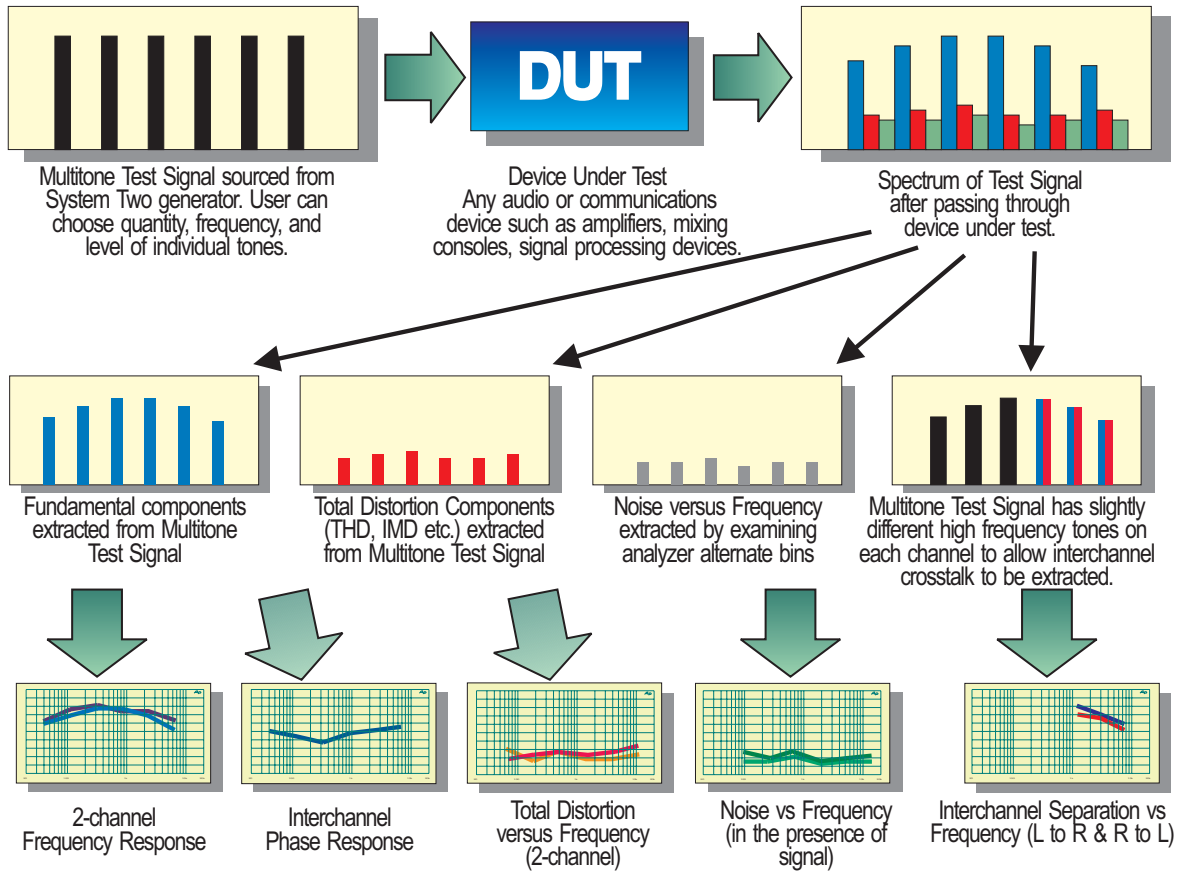 DUT
Multitone Test Signal sourced from
System Two generator. User can
choose quantity, frequency, and
level of individual tones.
Device Under Test
Any audio or communications
device such as amplifiers, mixing
consoles, signal processing devices.
Spectrum of Test Signal
after passing through
device under test.
Fundamental components
extracted from Multitone
Test Signal
Total Distortion Components
(THD, IMD etc.) extracted
from Multitone Test Signal
Noise versus Frequency
extracted by examining
analyzer alternate bins
Multitone Test Signal has slightly
different high frequency tones on
each channel to allow interchannel
crosstalk to be extracted.
2-channel
Frequency Response
Interchannel
Phase Response
Total Distortion
versus Frequency
(2-channel)
Noise vs Frequency
(in the presence of
signal)
Interchannel Separation vs
Frequency (L to R & R to L)